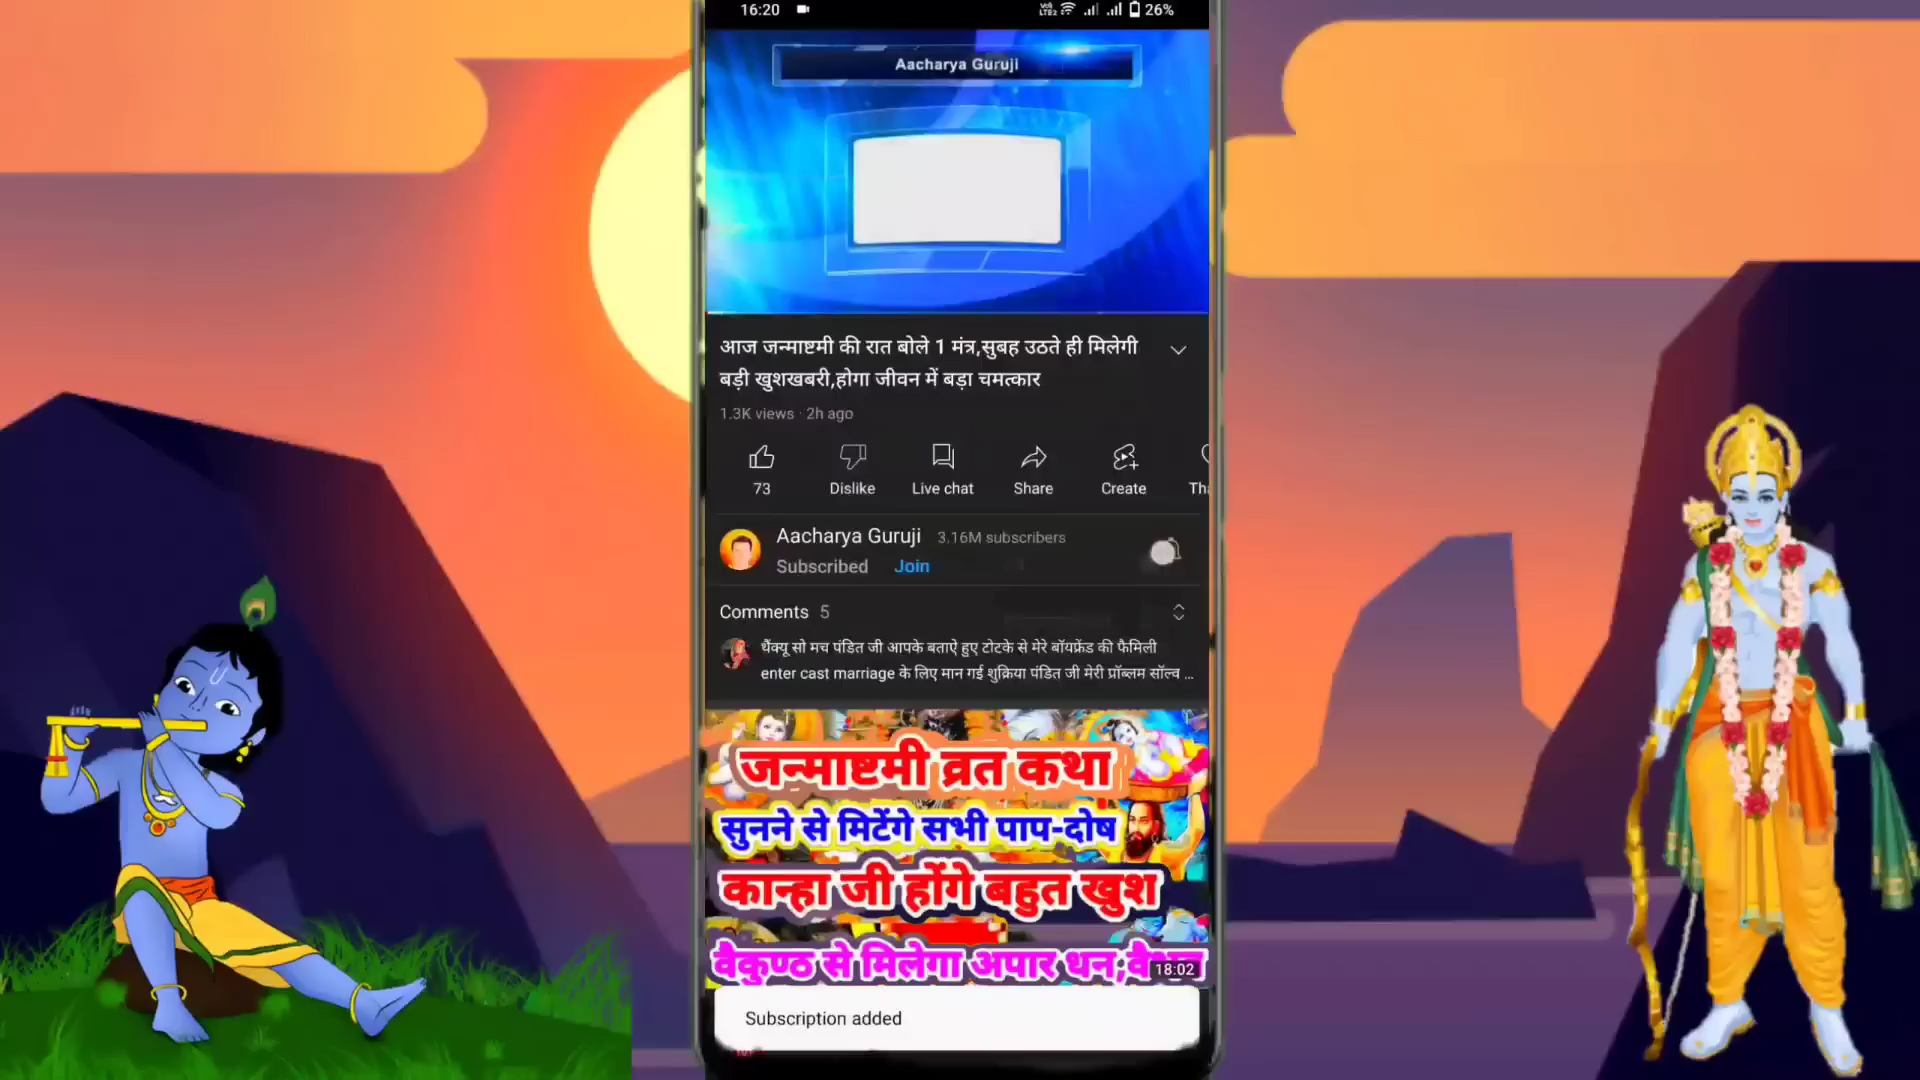 16:20
Vo) LTE2 26%
Aacharya Guruji
आज जन्माष्टमी की रात बोले 1 मंत्र,सुबह उठते ही मिलेगी
बड़ी खुशखबरी,होगा जीवन में बड़ा चमत्कार
1.3K views · 2h ago
73 Dislike Live chat Share Create
Aacharya Guruji 3.16M subscribers
Subscribed Join
Comments 5
थैंक्यू सो मच पंडित जी आपके बताऐ हुए टोटके से मेरे बॉयफ्रेंड की फैमिली
enter cast marriage के लिए मान गई शुक्रिया पंडित जी मेरी प्रॉब्लम सॉल्व ...
जन्माष्टमी व्रत कथा
सुनने से मिटेंगे सभी पाप-दोष
कान्हा जी होंगे बहुत खुश
वैकुण्ठ से मिलेगा अपार धन,
18:02
Subscription added